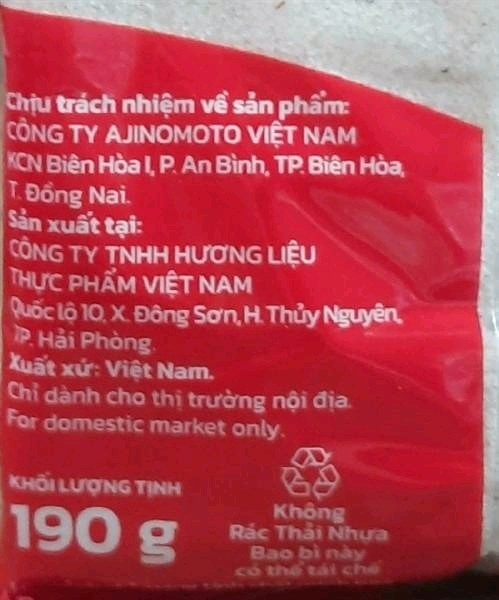 Chịu trách nhiệm về sản phẩm:
CÔNG TY AJINOMOTO VIỆT NAM
KCN Biên Hòa I, P. An Bình, TP. Biên Hòa,
T. Đồng Nai.
Sản xuất tại:
CÔNG TY TNHH HƯƠNG LIỆU
THỰC PHẨM VIỆT NAM
Quốc lộ 10, X. Đông Sơn, H. Thủy Nguyên,
TP. Hải Phòng.
Xuất xứ: Việt Nam.
Chỉ dành cho thị trường nội địa.
For domestic market only.
KHỐI LƯỢNG TỊNH
190 g
Không
Rác Thải Nhựa
Bao bì này
có thể tái chế